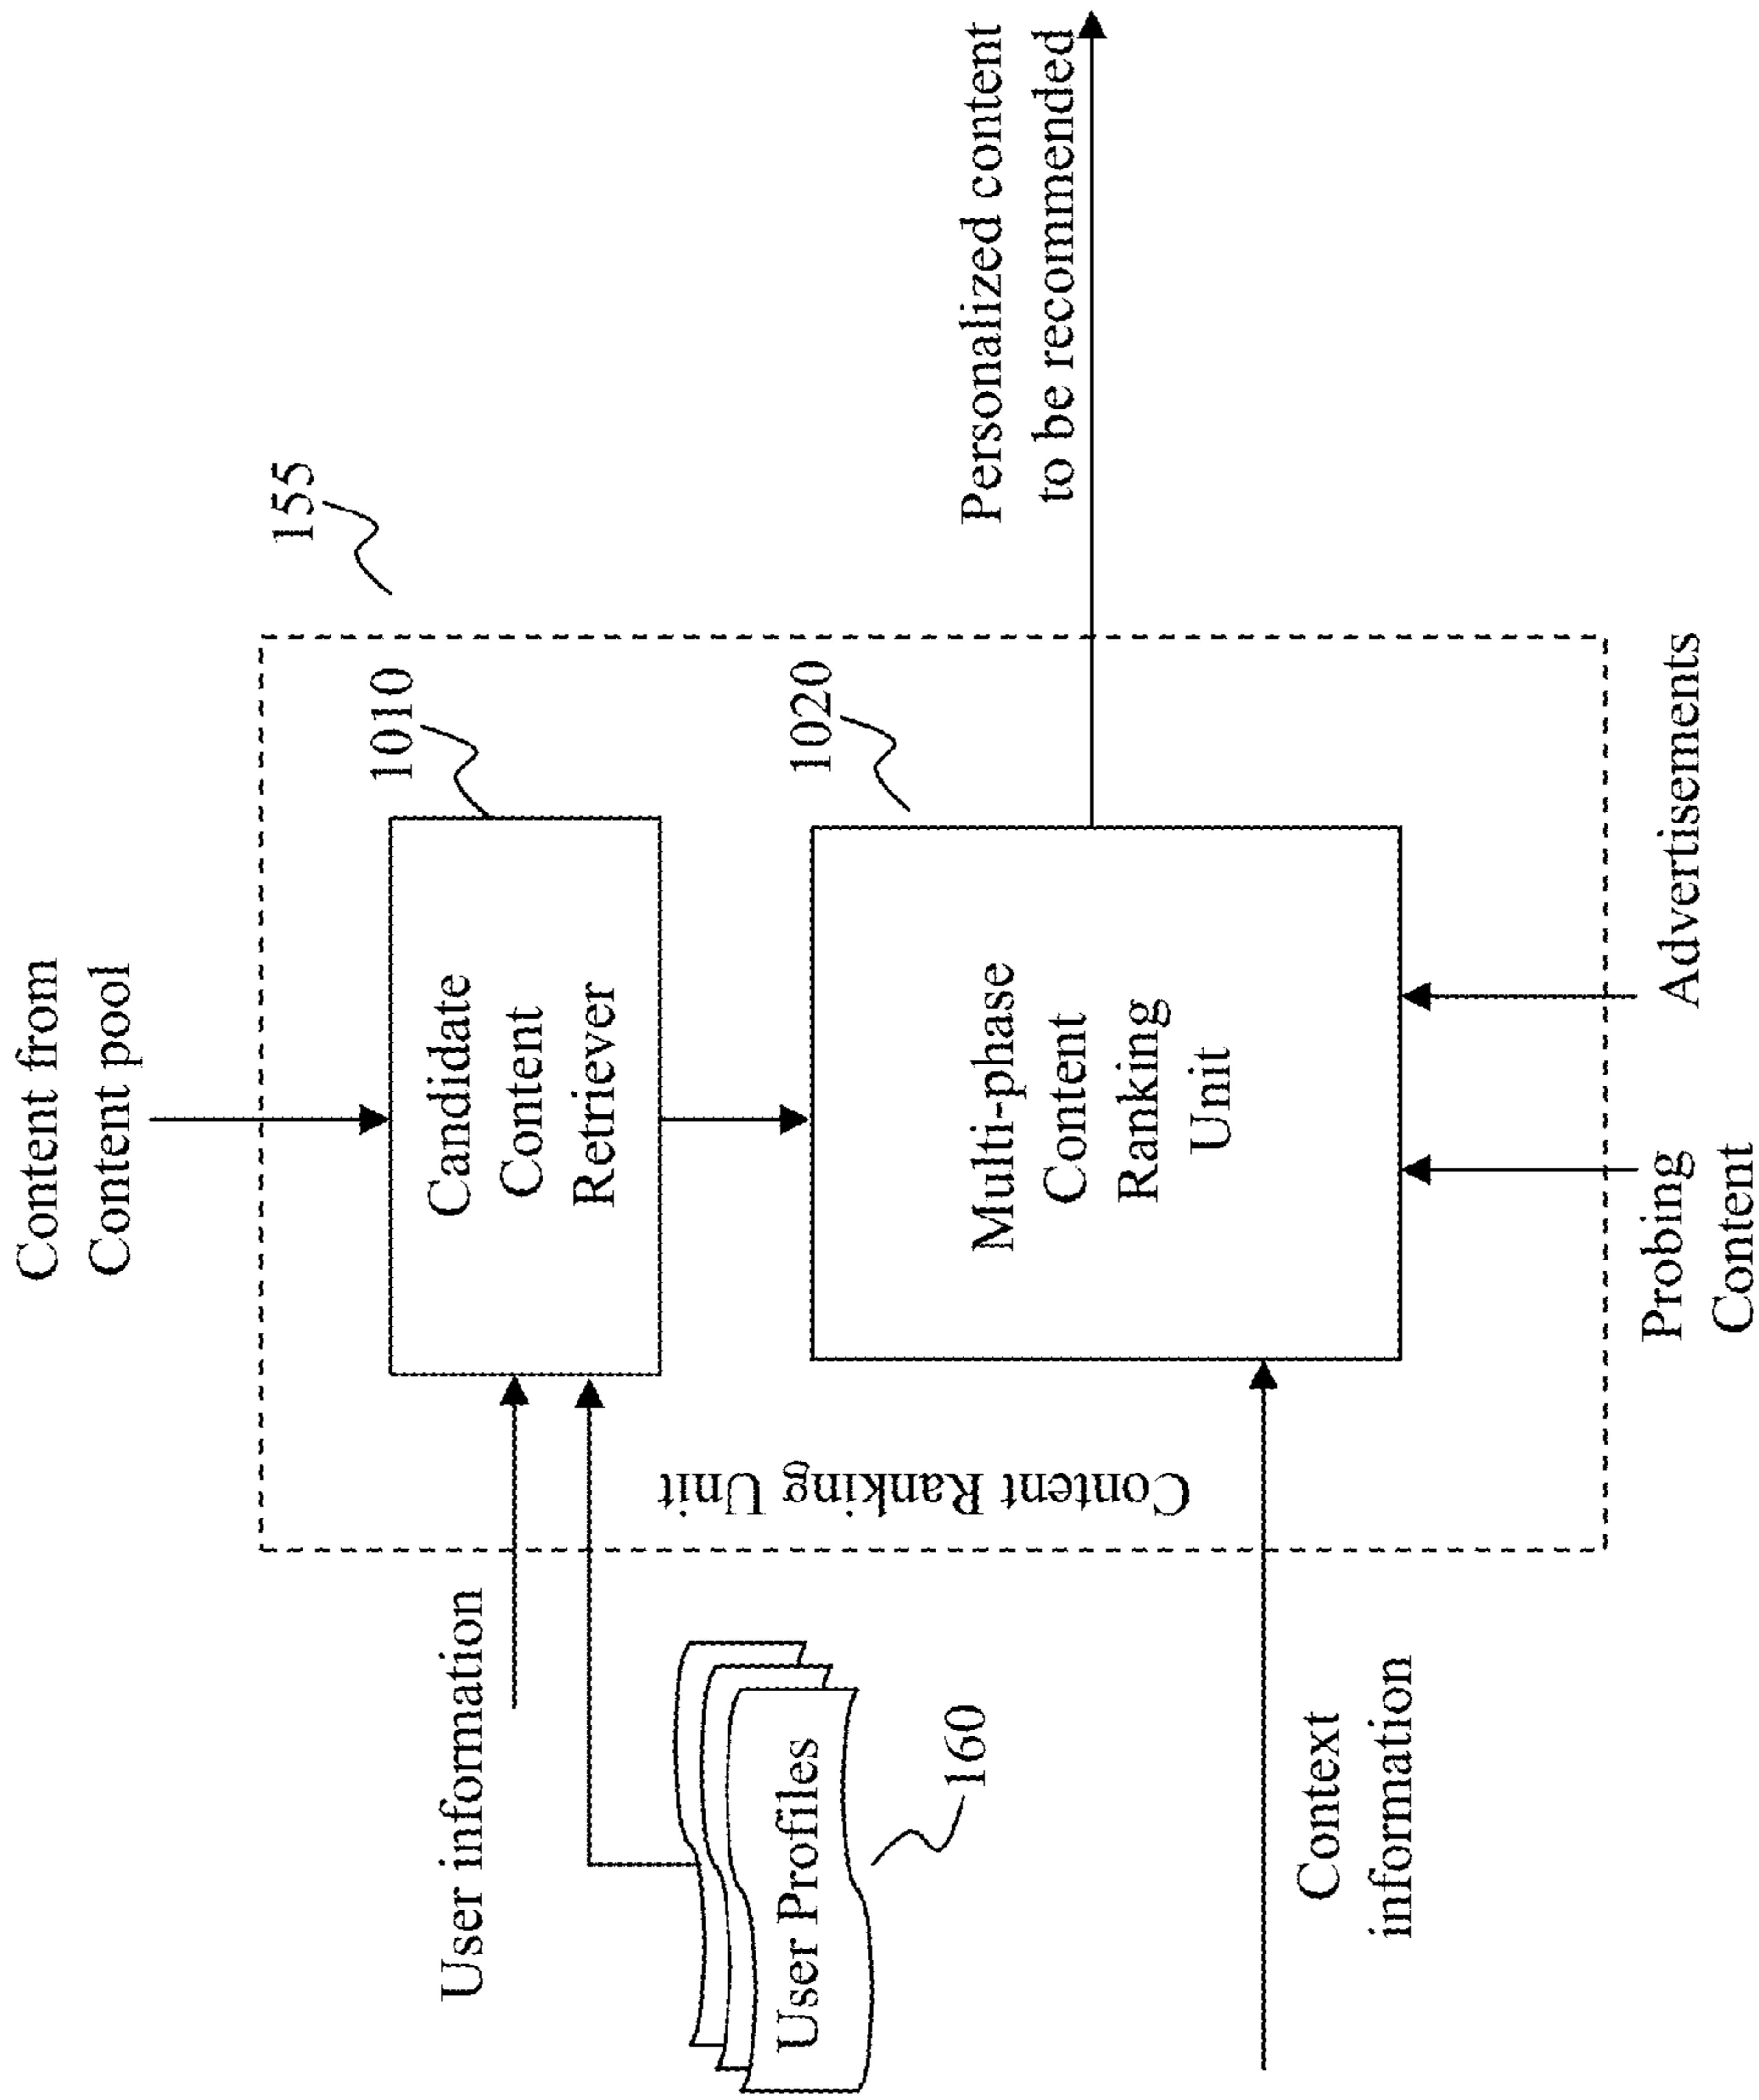 Content from
Content pool
155
1010
Candidate
Content
Retriever
User infomation
Content Ranking Unit
User Profiles
160
1020
Multi-phase
Content
Ranking
Unit
Personalized content
to be recommended
Context
information
Probing
Content
Advertisements